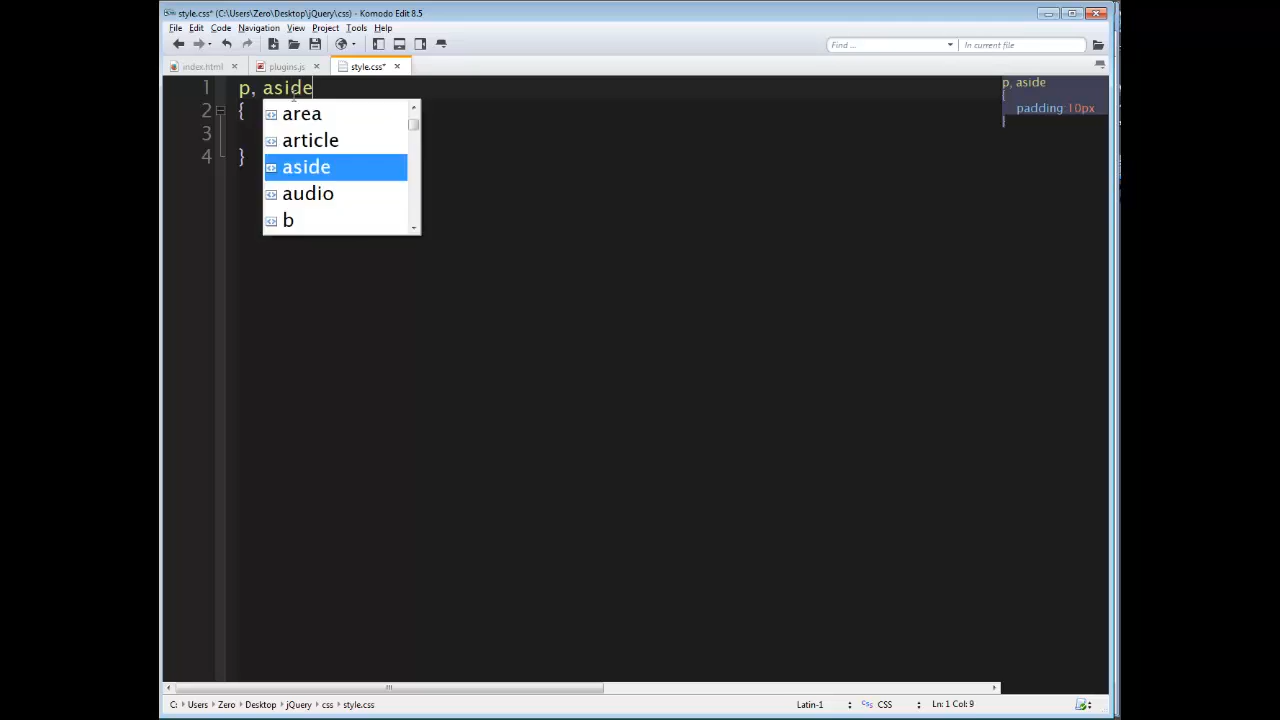 style.css* (C:\Users\Zero\Desktop\jQuery\css) - Komodo Edit 8.5
File Edit Code Navigation View Project Tools Help
Find ... In current file
index.html plugins.js style.css*
1 p, aside
2 {
3
4 }
area
article
aside
audio
b
p, aside
{
padding:10px
}
C: Users Zero Desktop jQuery css style.css Latin-1 CSS Ln: 1 Col: 9